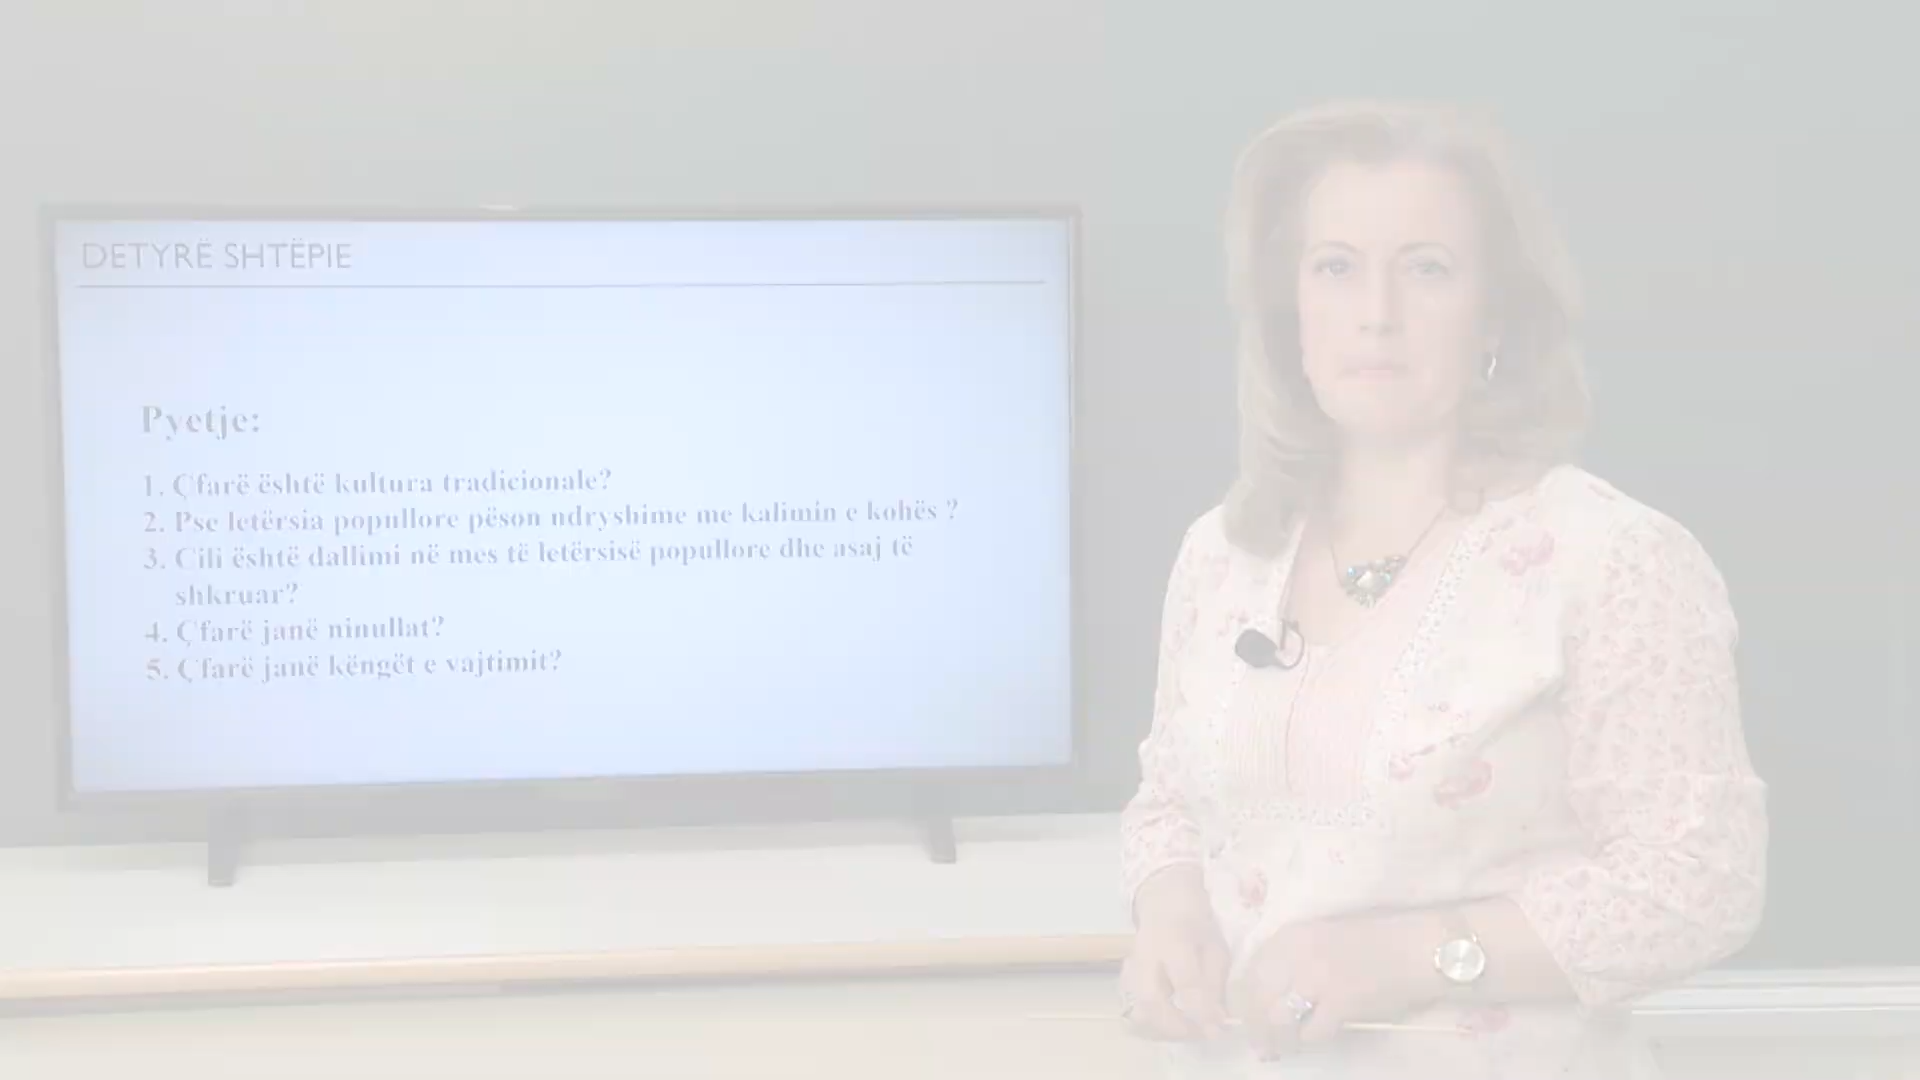 DETYRË SHTËPIE
Pyetje:
1. Çfarë është kultura tradicionale?
2. Pse letërsia popullore pëson ndryshime me kalimin e kohës ?
3. Cili është dallimi në mes të letërsisë popullore dhe asaj të
shkruar?
4. Çfarë janë ninullat?
5. Çfarë janë këngët e vajtimit?